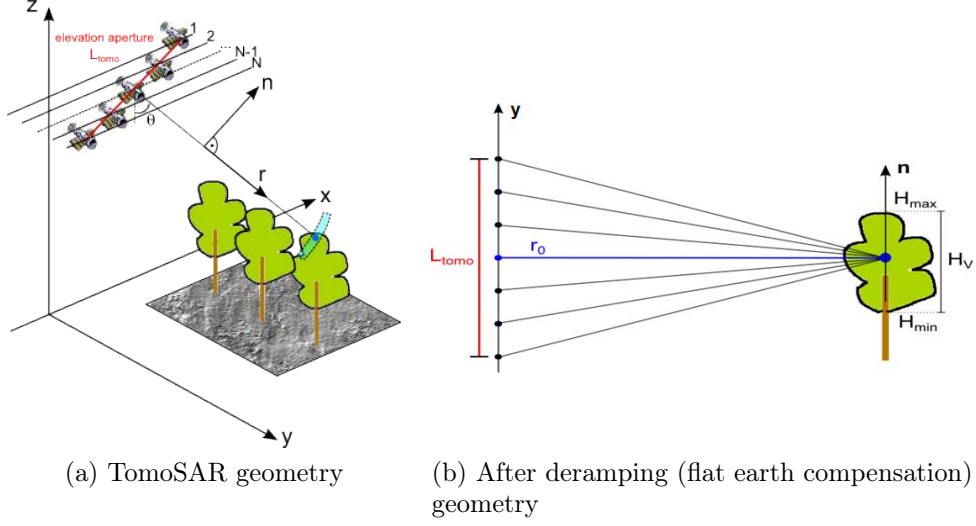 z
elevation aperture
L_tomo
1
2
N-1
N
n
θ
r
x
y
y
n
H_max
r_0
L_tomo
H_V
H_min
(a) TomoSAR geometry
(b) After deramping (flat earth compensation)
geometry